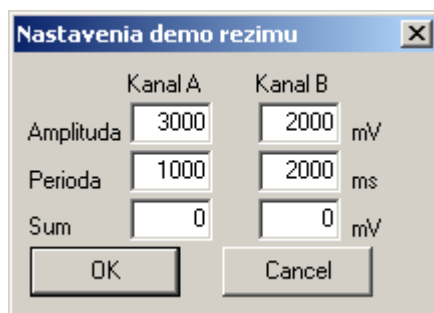 Nastavenia demo rezimu
Kanal A Kanal B
Amplituda 3000 2000 mV
Perioda 1000 2000 ms
Sum 0 0 mV
OK Cancel